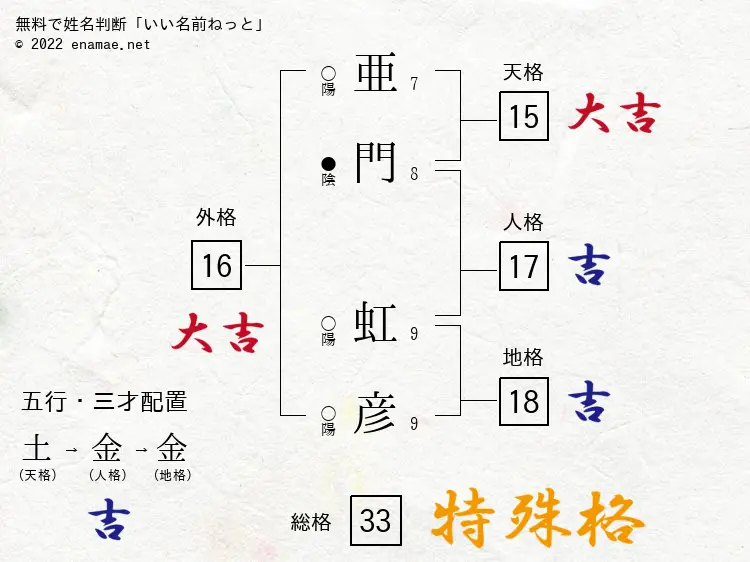 無料で姓名判断「いい名前ねっと」
© 2022 enamae.net
○陽 亜 7
●陰 門 8
○陽 虹 9
○陽 彦 9
天格
15 大吉
人格
17 吉
地格
18 吉
外格
16
大吉
五行・三才配置
土→金→金
(天格) (人格) (地格)
吉
総格 33 特殊格